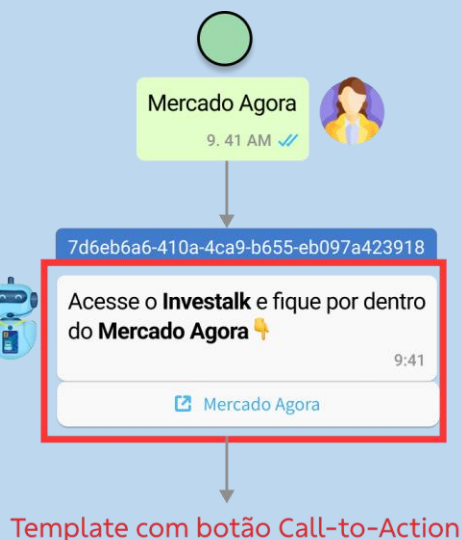 Mercado Agora
9. 41 AM
7d6eb6a6-410a-4ca9-b655-eb097a423918
Acesse o Investalk e fique por dentro
do Mercado Agora
9:41
Mercado Agora
Template com botão Call-to-Action